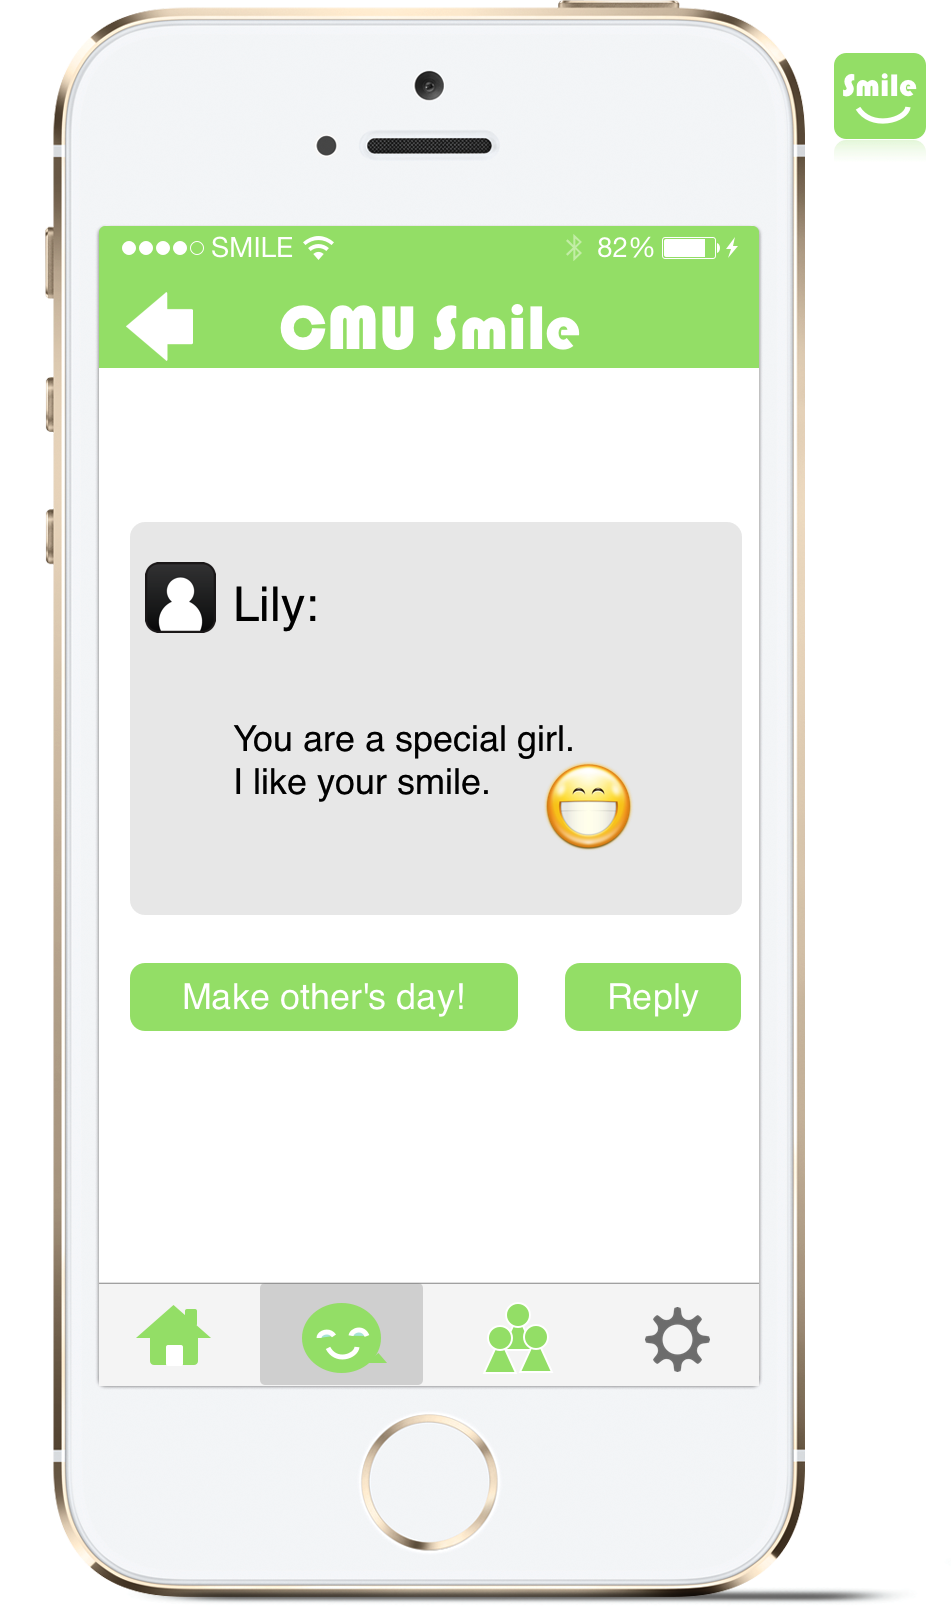 Smile
SMILE 82%
CMU Smile
Lily:
You are a special girl.
I like your smile.
Make other's day!
Reply